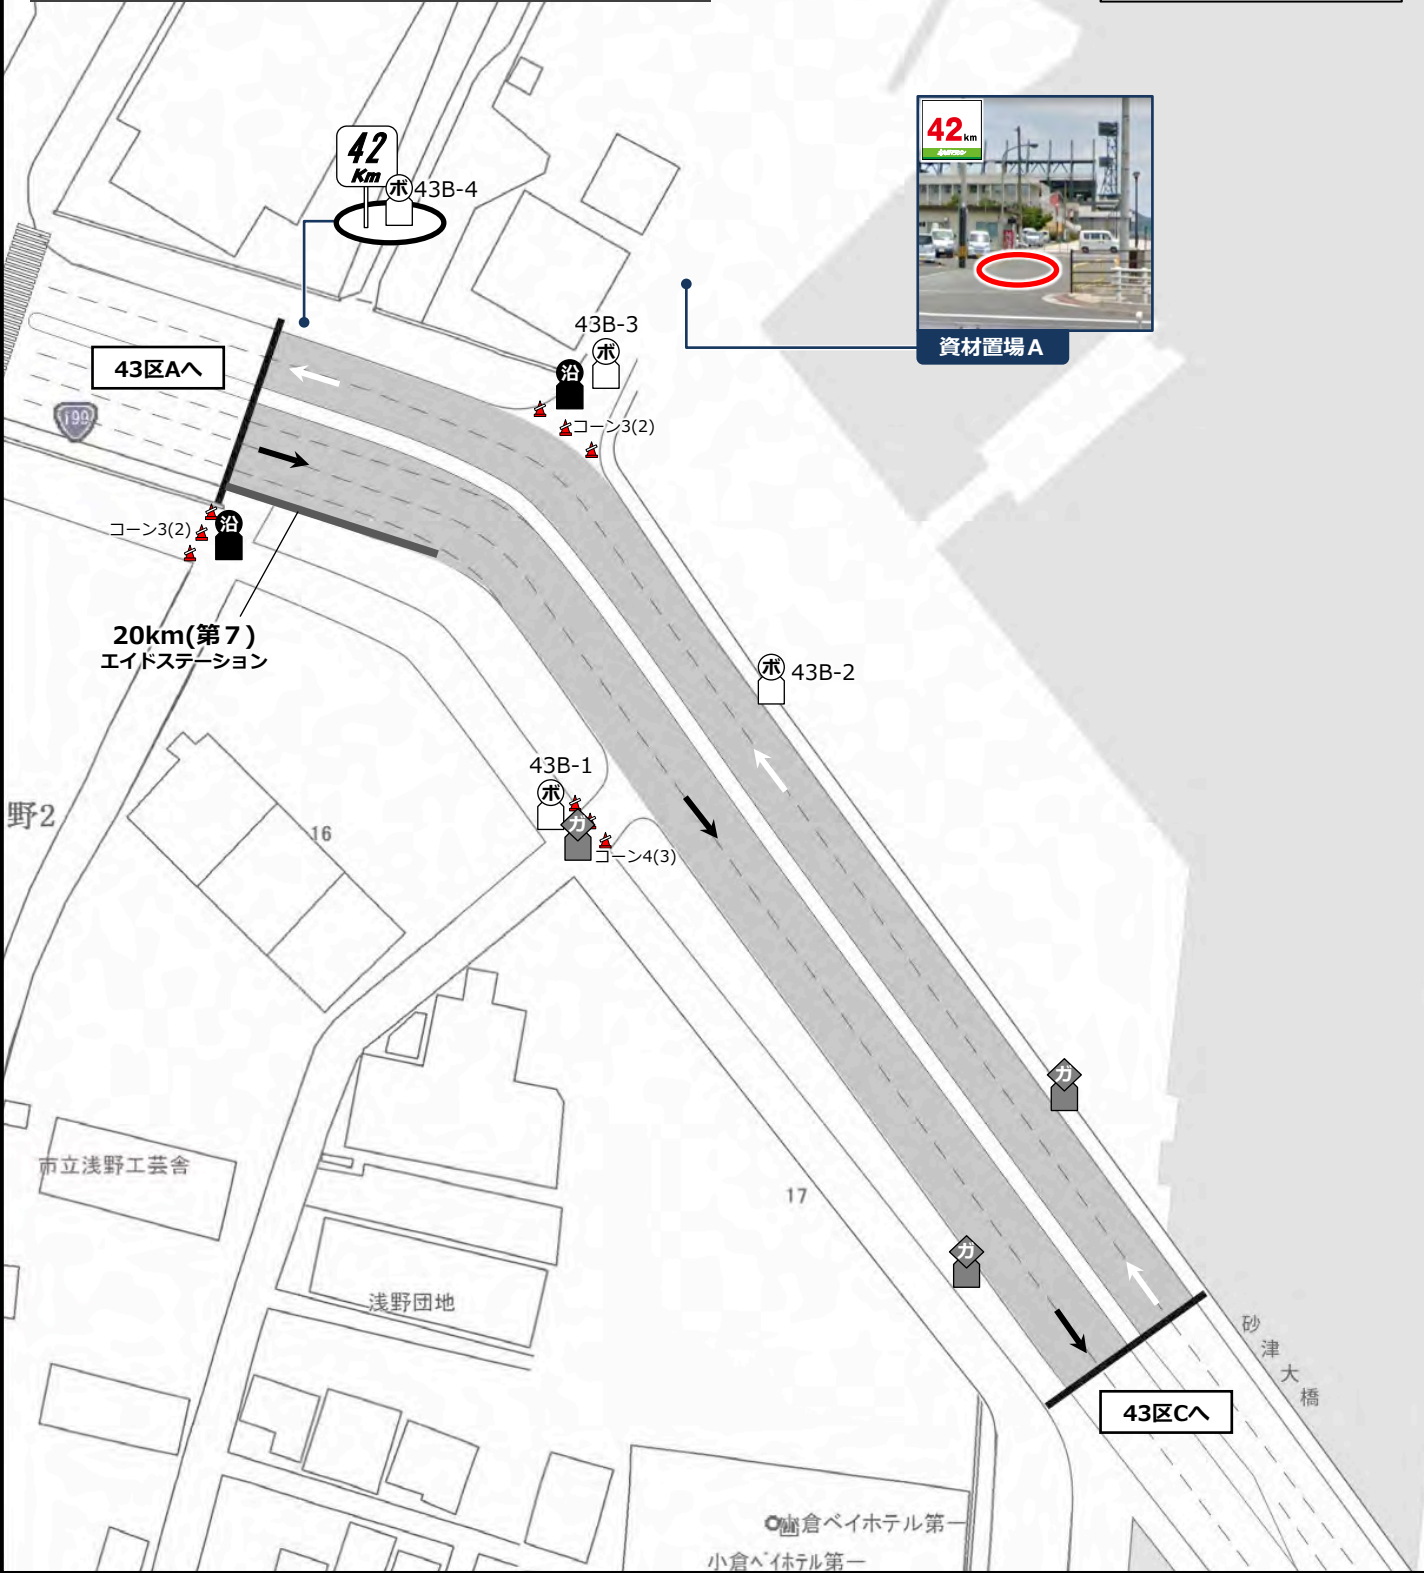 42
Km
ボ 43B-4
42km
資材置場A
43B-3
ボ
沿
43区Aへ
199
コーン3(2)
コーン3(2)
沿
20km(第7)
エイドステーション
ボ 43B-2
43B-1
ボ
ガ
コーン4(3)
野2
16
ガ
市立浅野工芸舎
17
ガ
浅野団地
砂津大橋
43区Cへ
小倉ベイホテル第一
小倉ベイホテル第一